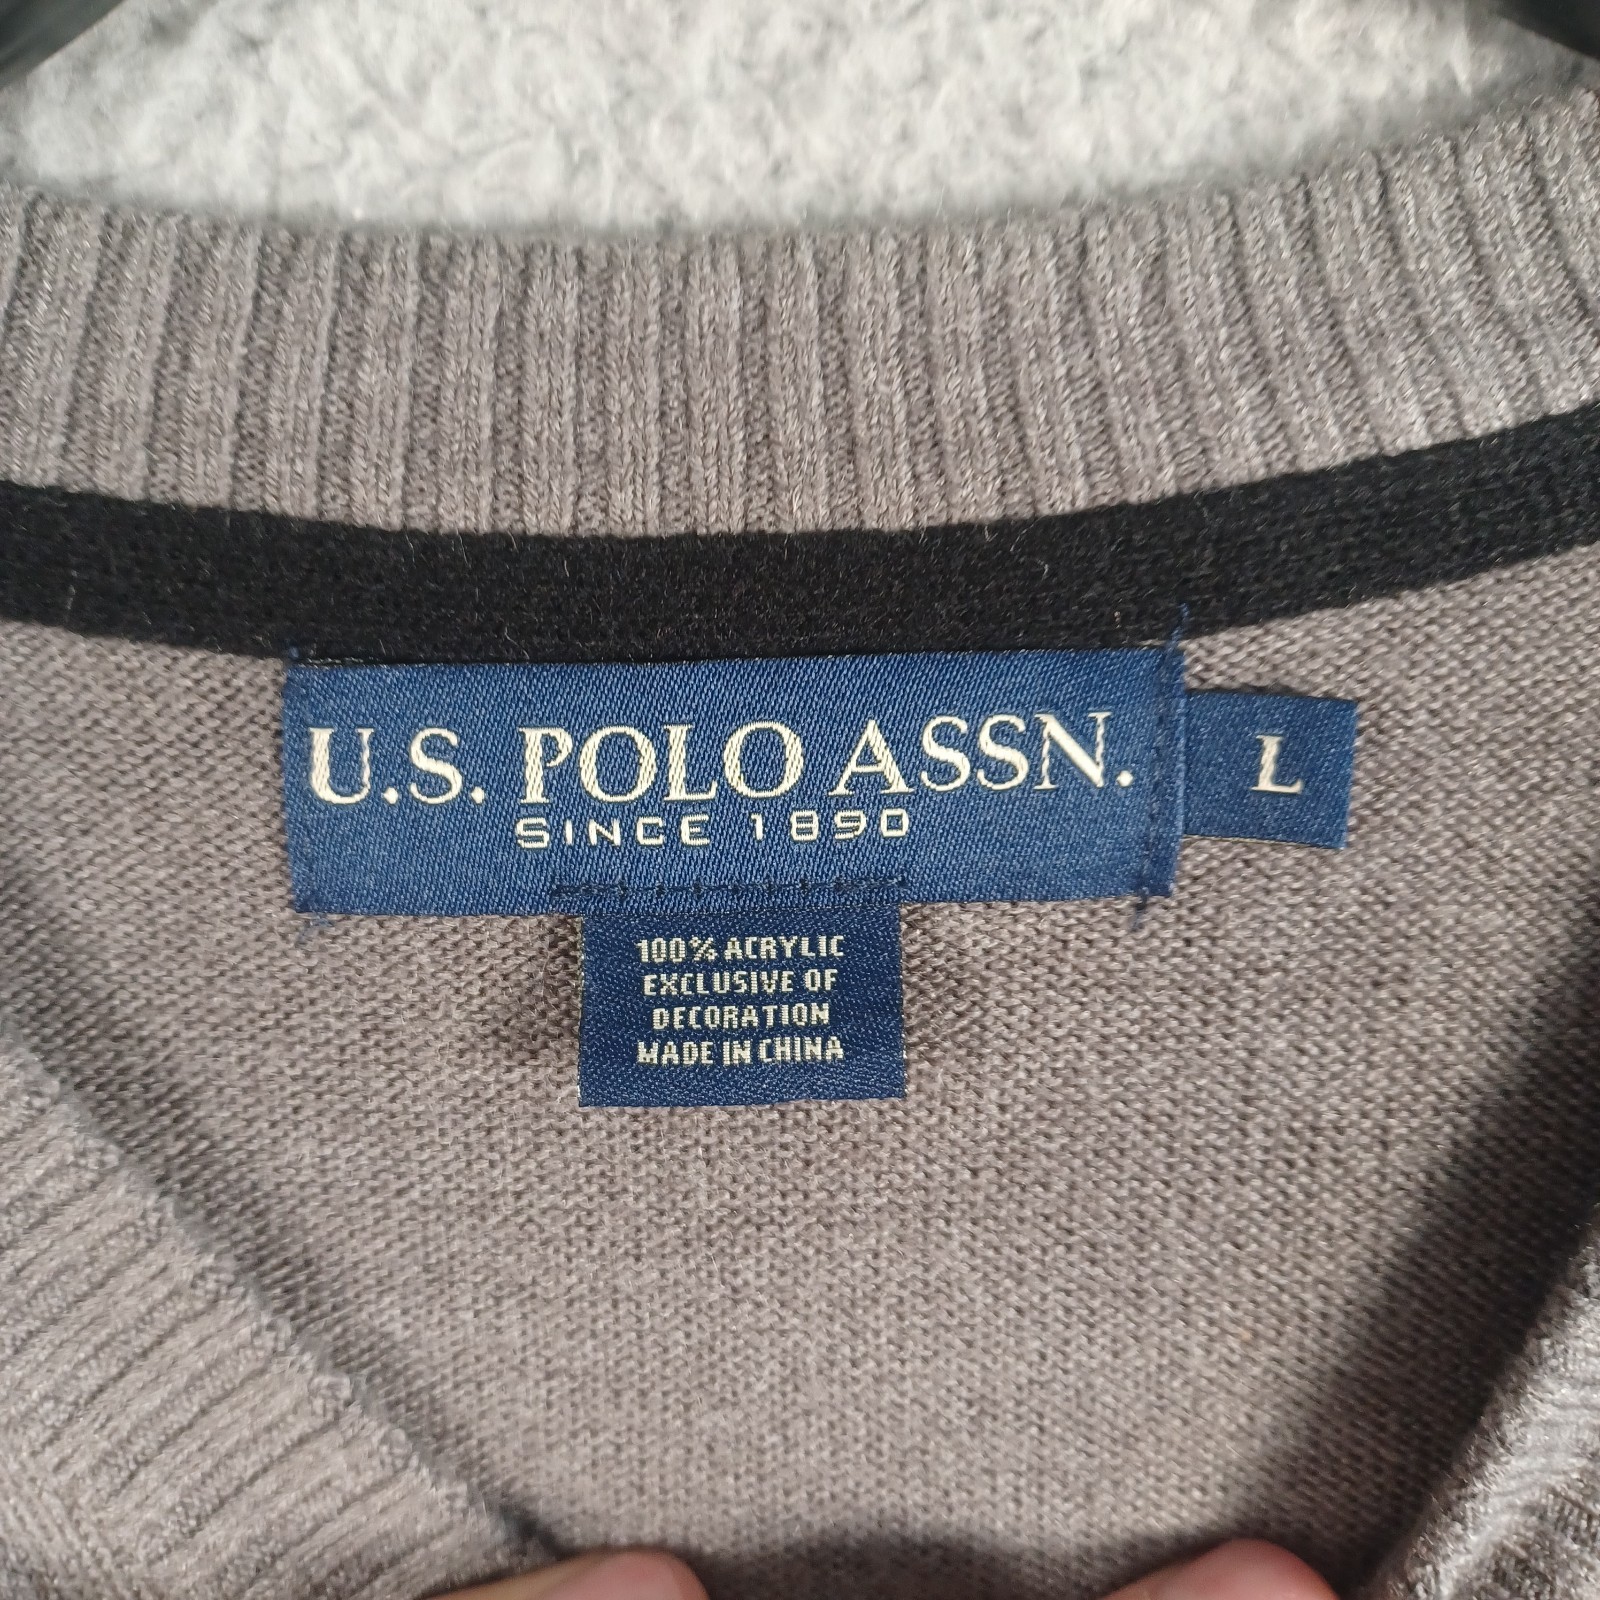 U.S. POLO ASSN.
SINCE 1890
L
100% ACRYLIC
EXCLUSIVE OF
DECORATION
MADE IN CHINA